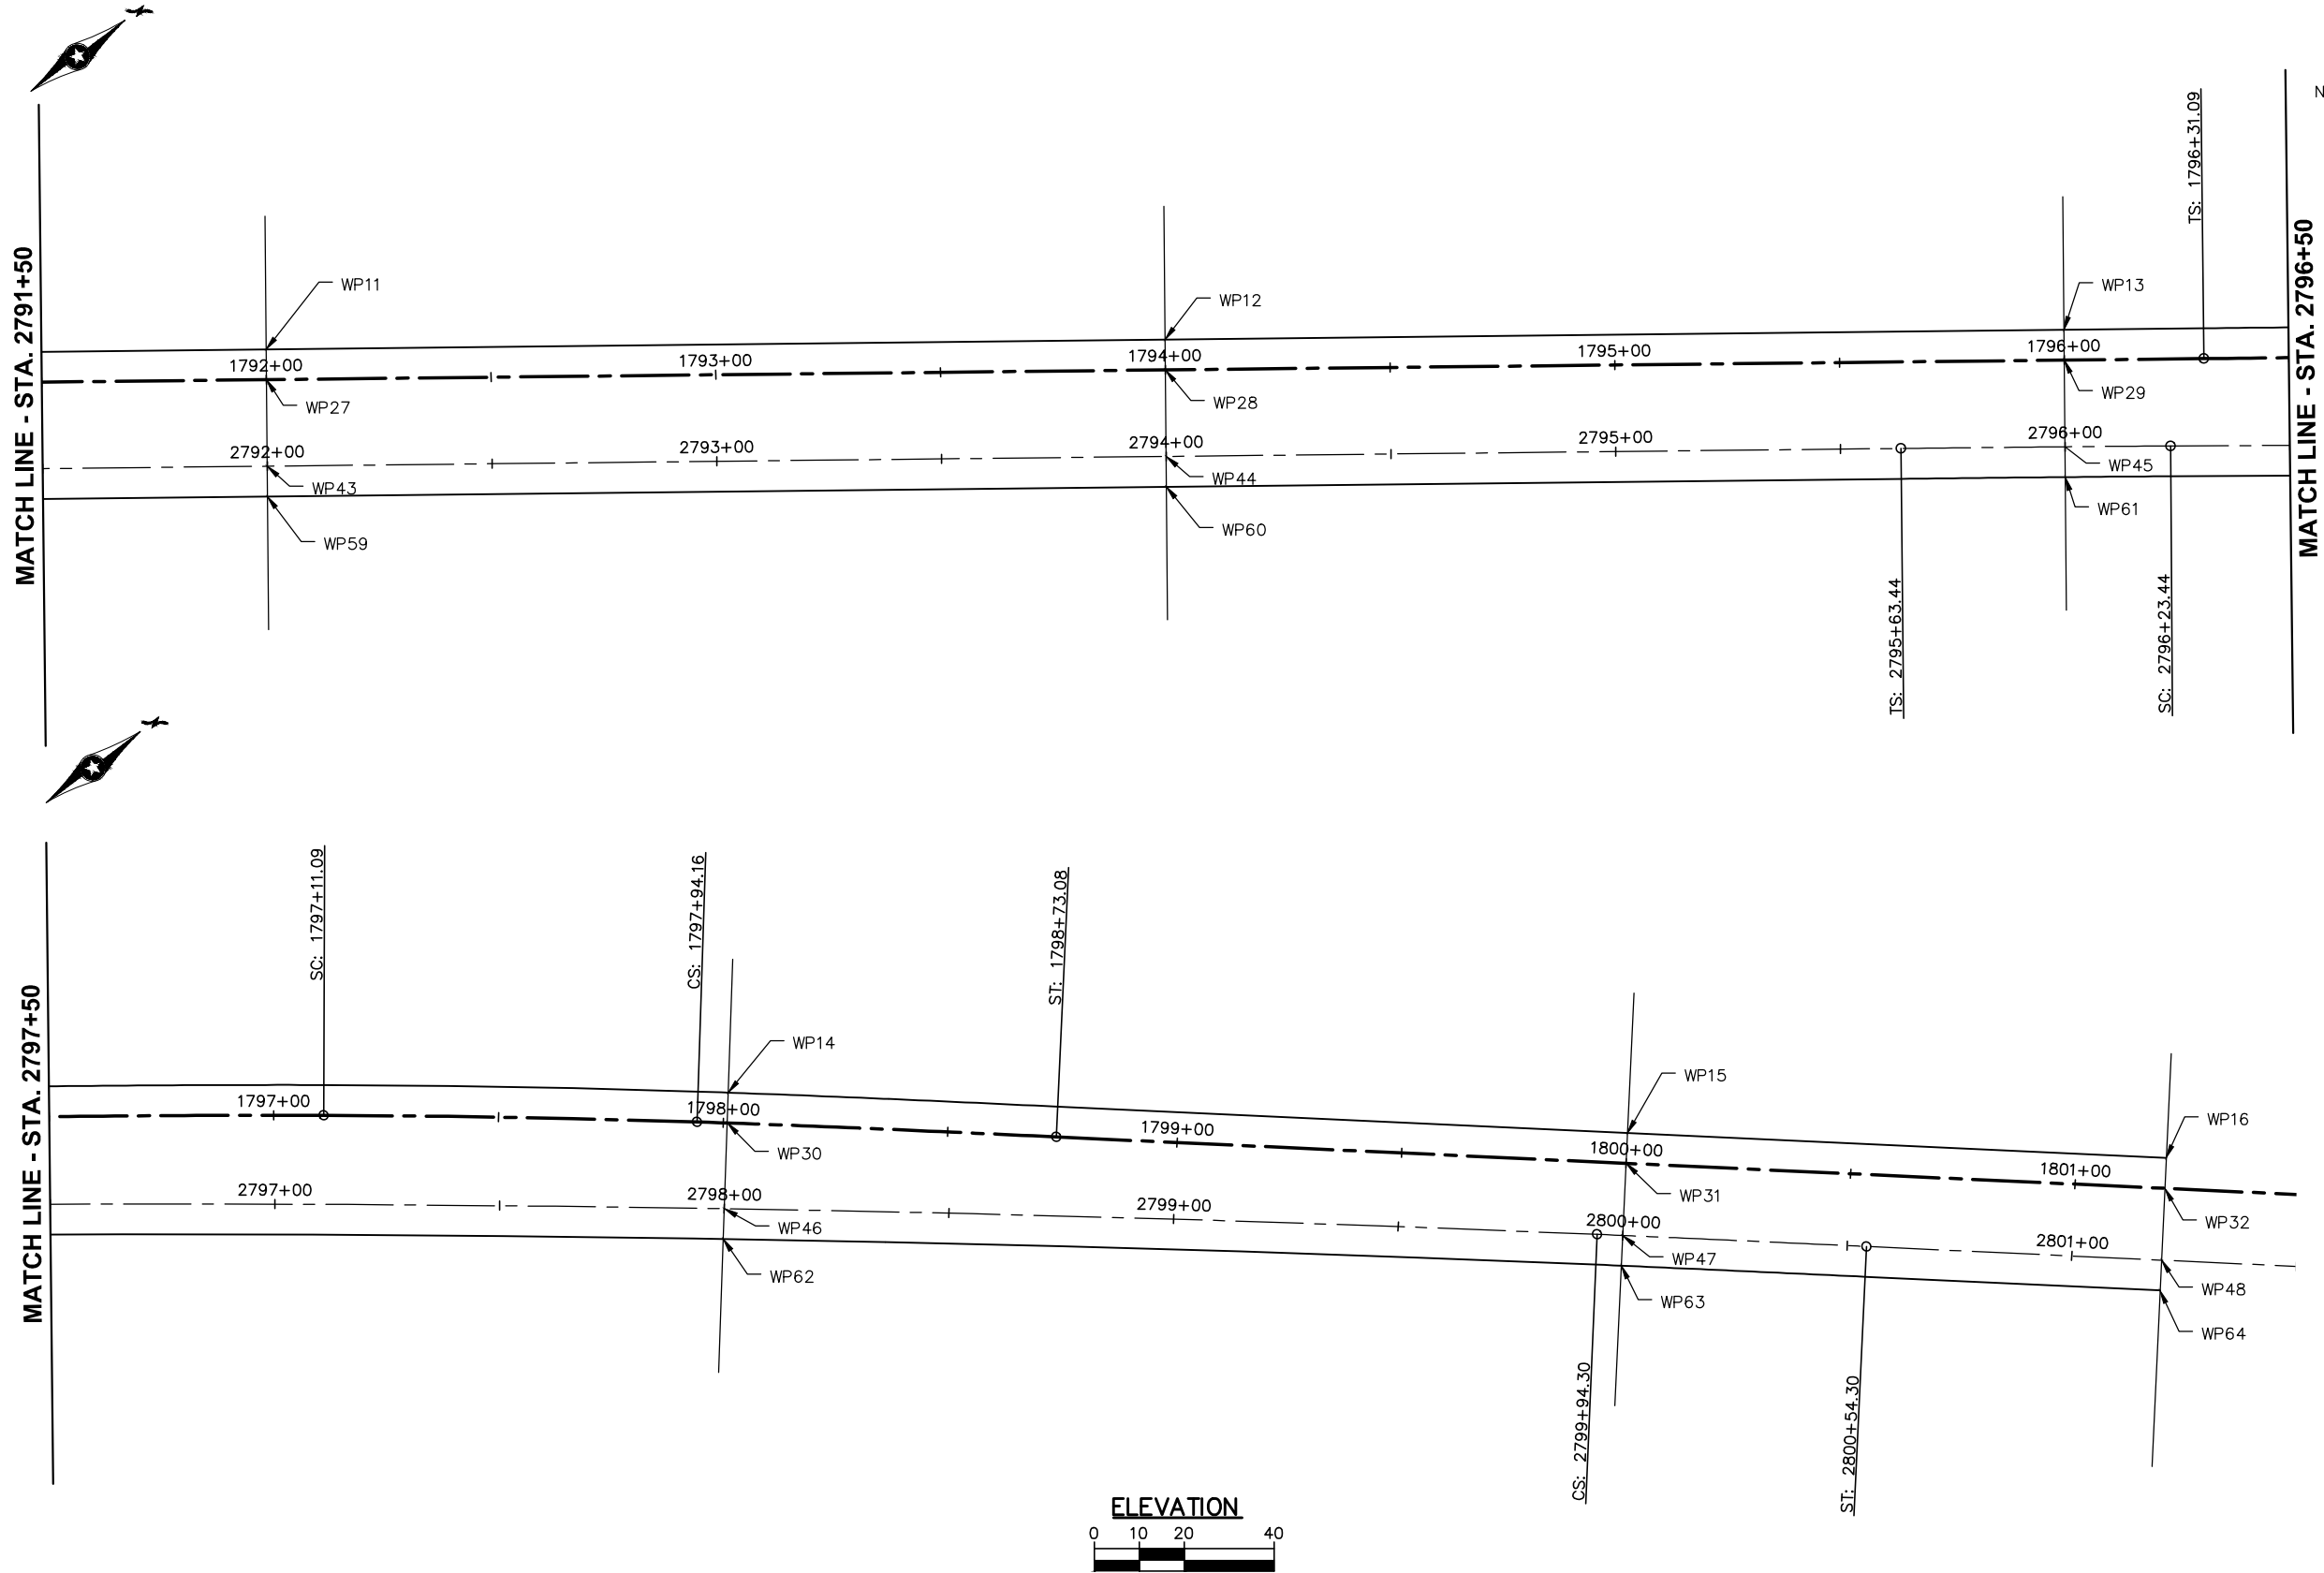 N
TS: 1796+31.09
MATCH LINE - STA. 2791+50
MATCH LINE - STA. 2796+50
WP11
WP12
WP13
1792+00
1793+00
1794+00
1795+00
1796+00
WP27
WP28
WP29
2792+00
2793+00
2794+00
2795+00
2796+00
WP43
WP44
WP45
WP59
WP60
WP61
TS: 2795+63.44
SC: 2796+23.44
MATCH LINE - STA. 2797+50
SC: 1797+11.09
CS: 1797+94.16
ST: 1798+73.08
WP14
WP15
WP16
1797+00
1798+00
1799+00
1800+00
1801+00
WP30
WP31
WP32
2797+00
2798+00
2799+00
2800+00
2801+00
WP46
WP47
WP48
WP62
WP63
WP64
CS: 2799+94.30
ST: 2800+54.30
ELEVATION
0 10 20 40